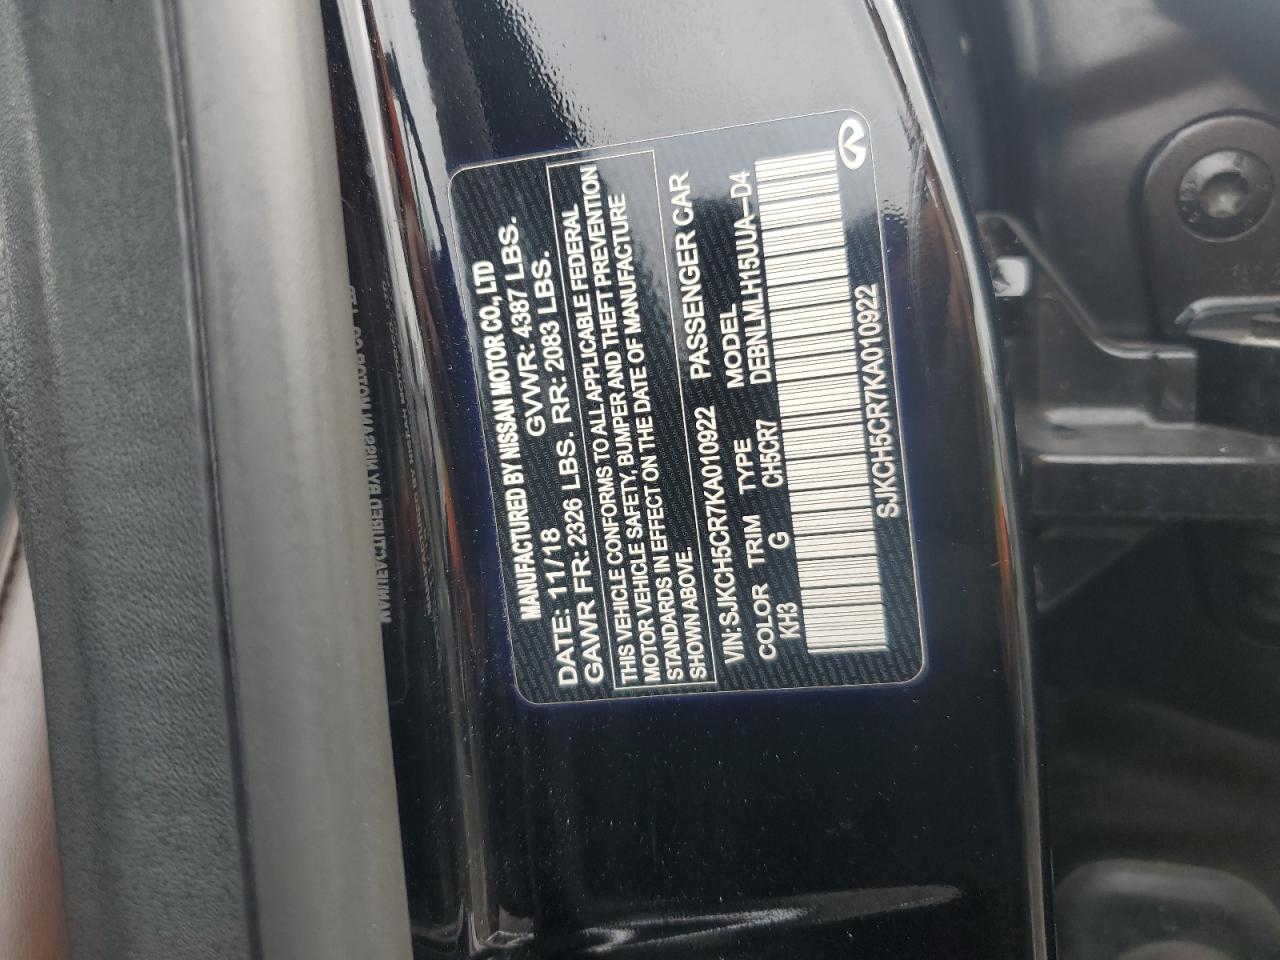 MANUFACTURED BY NISSAN MOTOR CO., LTD
DATE: 11/18 GVWR: 4387 LBS.
GAWR FR: 2326 LBS. RR: 2083 LBS.
THIS VEHICLE CONFORMS TO ALL APPLICABLE FEDERAL
MOTOR VEHICLE SAFETY, BUMPER AND THEFT PREVENTION
STANDARDS IN EFFECT ON THE DATE OF MANUFACTURE
SHOWN ABOVE.
VIN: SJKCH5CR7KA010922 PASSENGER CAR
COLOR TRIM TYPE MODEL
KH3 G CH5CR7 DEBNLMLH15UUA-D4
SJKCH5CR7KA010922